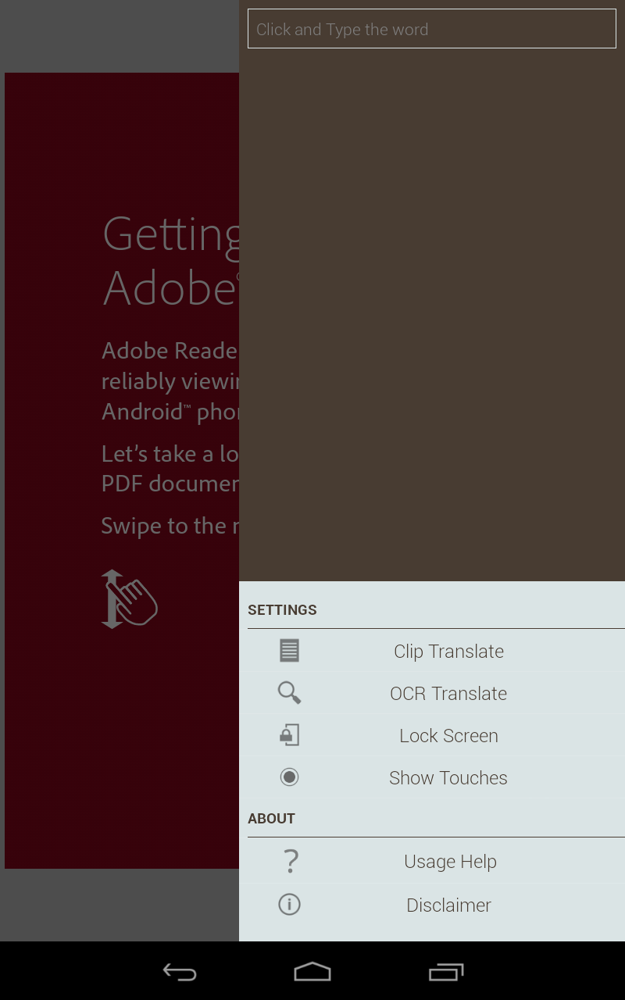 Click and Type the word
Getting
Adobe
Adobe Reade
reliably viewin
Android™ phon
Let's take a lo
PDF documen
Swipe to the r
SETTINGS
Clip Translate
OCR Translate
Lock Screen
Show Touches
ABOUT
Usage Help
Disclaimer